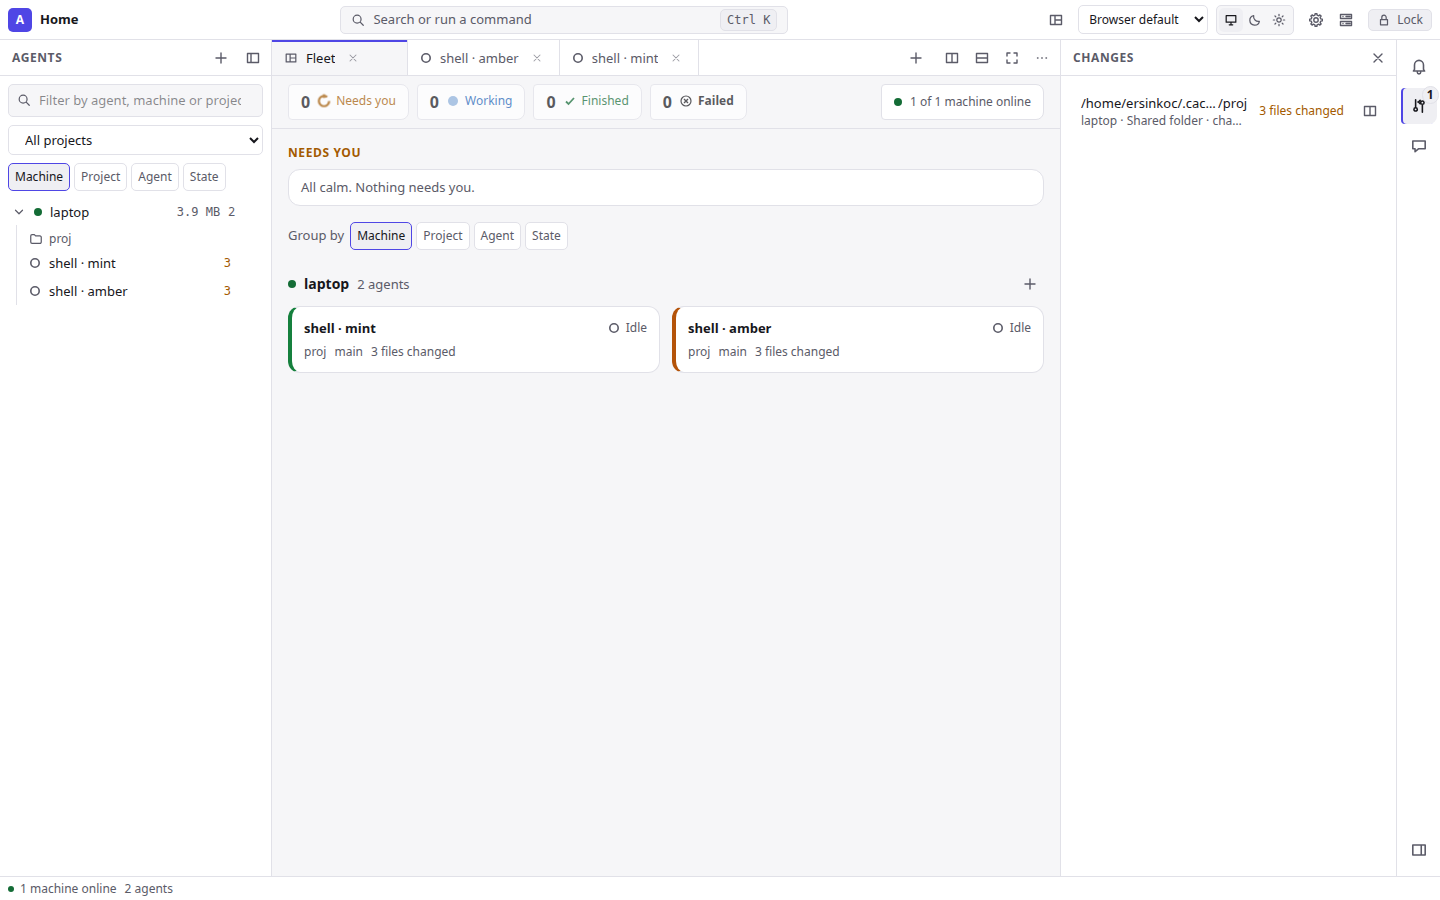 A Home
Search or run a command Ctrl K
Browser default
Lock
AGENTS
Filter by agent, machine or projec
All projects
Machine Project Agent State
laptop 3.9 MB 2
proj
shell · mint 3
shell · amber 3
Fleet
shell · amber
shell · mint
0 Needs you
0 Working
0 Finished
0 Failed
1 of 1 machine online
NEEDS YOU
All calm. Nothing needs you.
Group by Machine Project Agent State
laptop 2 agents
shell · mint Idle
proj main 3 files changed
shell · amber Idle
proj main 3 files changed
CHANGES
/home/ersinkoc/.cac... /proj 3 files changed
laptop · Shared folder · cha...
1
1 machine online 2 agents